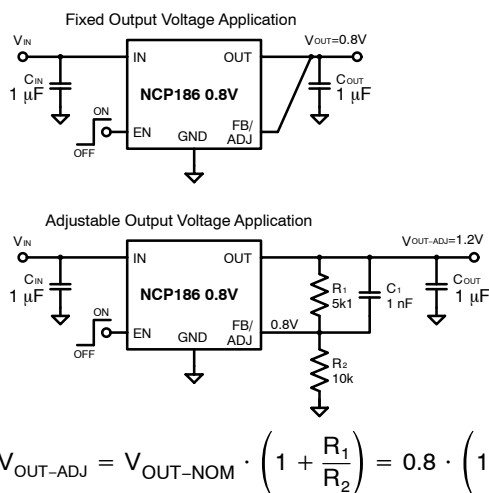 Fixed Output Voltage Application
VIN
VOUT=0.8V
IN
OUT
CIN
1 μF
NCP186 0.8V
COUT
1 μF
ON
OFF
EN
GND
FB/
ADJ
Adjustable Output Voltage Application
VIN
VOUT-ADJ=1.2V
IN
OUT
CIN
1 μF
NCP186 0.8V
R1
5k1
C1
1 nF
COUT
1 μF
ON
OFF
EN
GND
FB/
ADJ
0.8V
R2
10k
VOUT-ADJ = VOUT-NOM · (1 + R1/R2) = 0.8 · (1